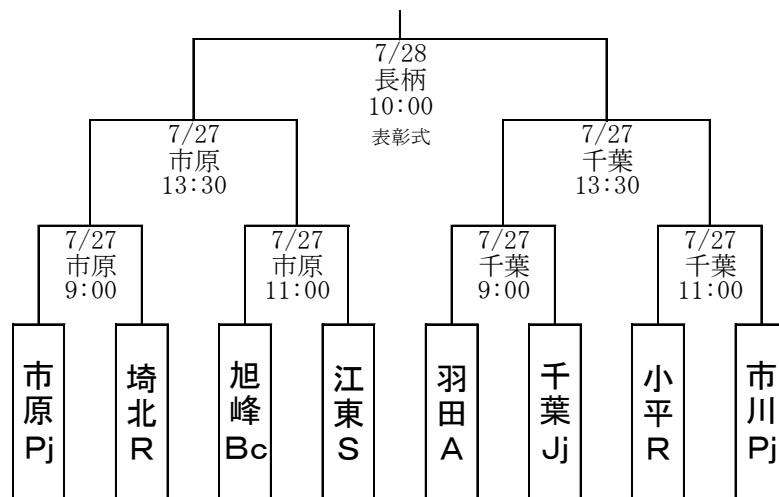 7/28
長柄
10:00
表彰式
7/27
市原
13:30
7/27
千葉
13:30
7/27
市原
9:00
7/27
市原
11:00
7/27
千葉
9:00
7/27
千葉
11:00
市原Pj
埼北R
旭峰Bc
江東S
羽田A
千葉Jj
小平R
市川Pj